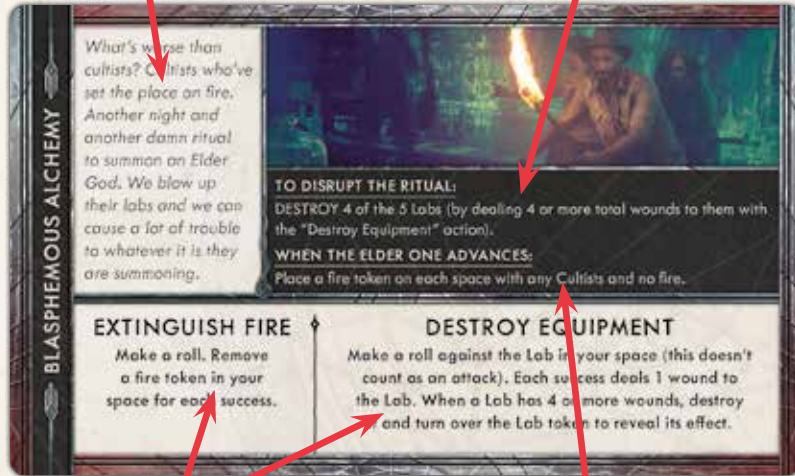 BLASPHEMOUS ALCHEMY
What's worse than
cultists? Cultists who've
set the place on fire.
Another night and
another damn ritual
to summon an Elder
God. We blow up
their labs and we can
cause a lot of trouble
to whatever it is they
are summoning.
TO DISRUPT THE RITUAL:
DESTROY 4 of the 5 Labs (by dealing 4 or more total wounds to them with
the "Destroy Equipment" action).
WHEN THE ELDER ONE ADVANCES:
Place a fire token on each space with any Cultists and no fire.
EXTINGUISH FIRE
Make a roll. Remove
a fire token in your
space for each success.
DESTROY EQUIPMENT
Make a roll against the Lab in your space (this doesn't
count as an attack). Each success deals 1 wound to
the Lab. When a Lab has 4 or more wounds, destroy
and turn over the Lab token to reveal its effect.